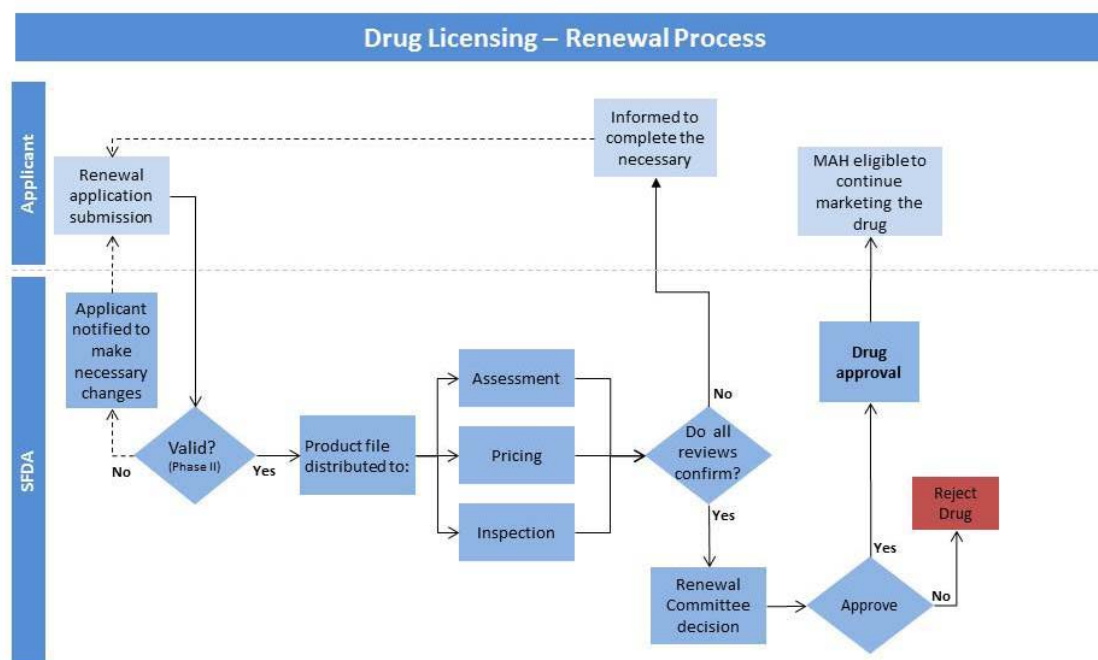 Drug Licensing – Renewal Process
Applicant
Renewal
application
submission
Informed to
complete the
necessary
MAH eligible to
continue
marketing the
drug
SFDA
Applicant
notified to
make
necessary
changes
No
Valid?
(Phase II)
Yes
Product file
distributed to:
Assessment
Pricing
Inspection
No
Do all
reviews
confirm?
Yes
Renewal
Committee
decision
Drug
approval
Yes
Approve
No
Reject
Drug